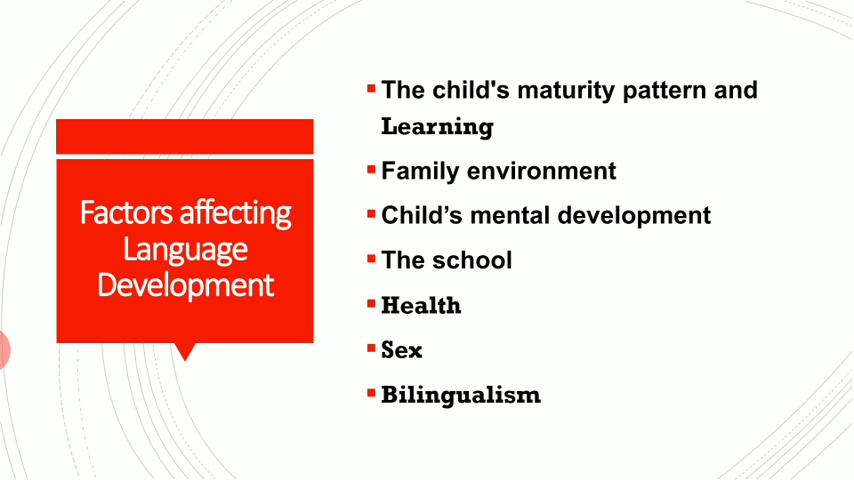 Factors affecting
Language
Development
The child's maturity pattern and
Learning
Family environment
Child’s mental development
The school
Health
Sex
Bilingualism